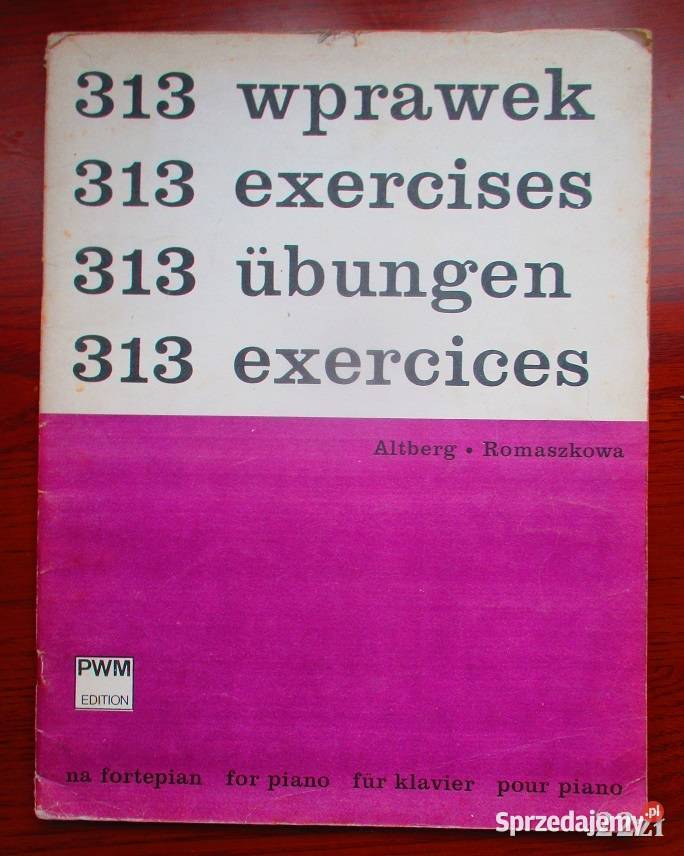 313 wprawek
313 exercises
313 übungen
313 exercices
Altberg • Romaszkowa
PWM
EDITION
na fortepian for piano für klavier pour piano
Sprzedajemy.pl